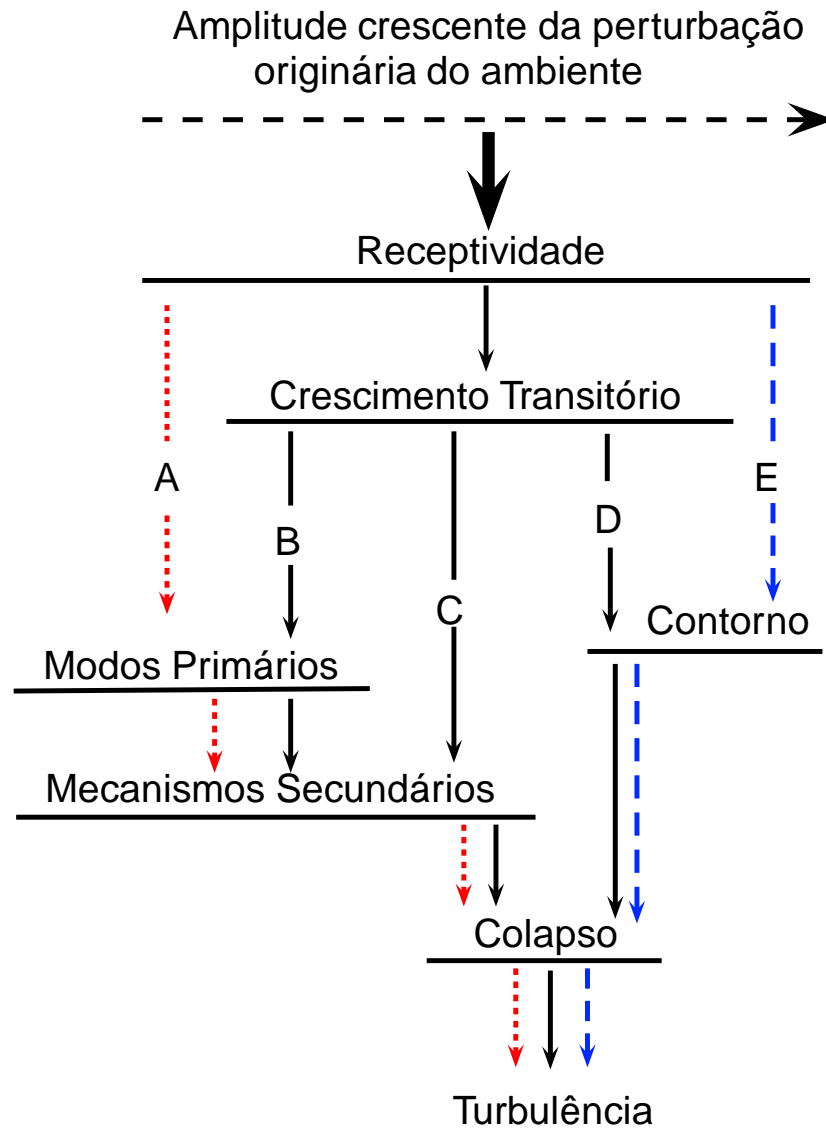 Amplitude crescente da perturbação
originária do ambiente
Receptividade
Crescimento Transitório
A
E
D
B
C
Contorno
Modos Primários
Mecanismos Secundários
Colapso
Turbulência